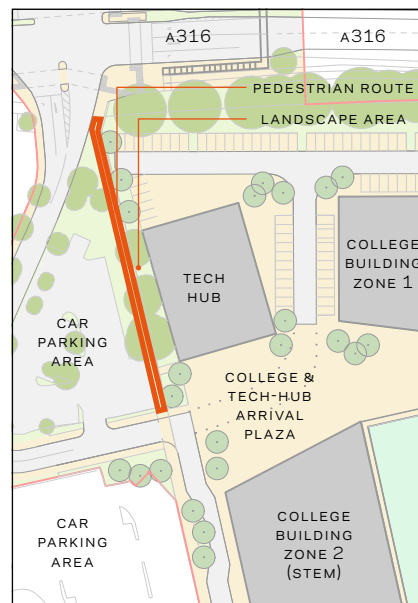 A316
A316
PEDESTRIAN ROUTE
LANDSCAPE AREA
TECH
HUB
COLLEGE
BUILDING
ZONE 1
CAR
PARKING
AREA
COLLEGE &
TECH-HUB
ARRIVAL
PLAZA
CAR
PARKING
AREA
COLLEGE
BUILDING
ZONE 2
(STEM)